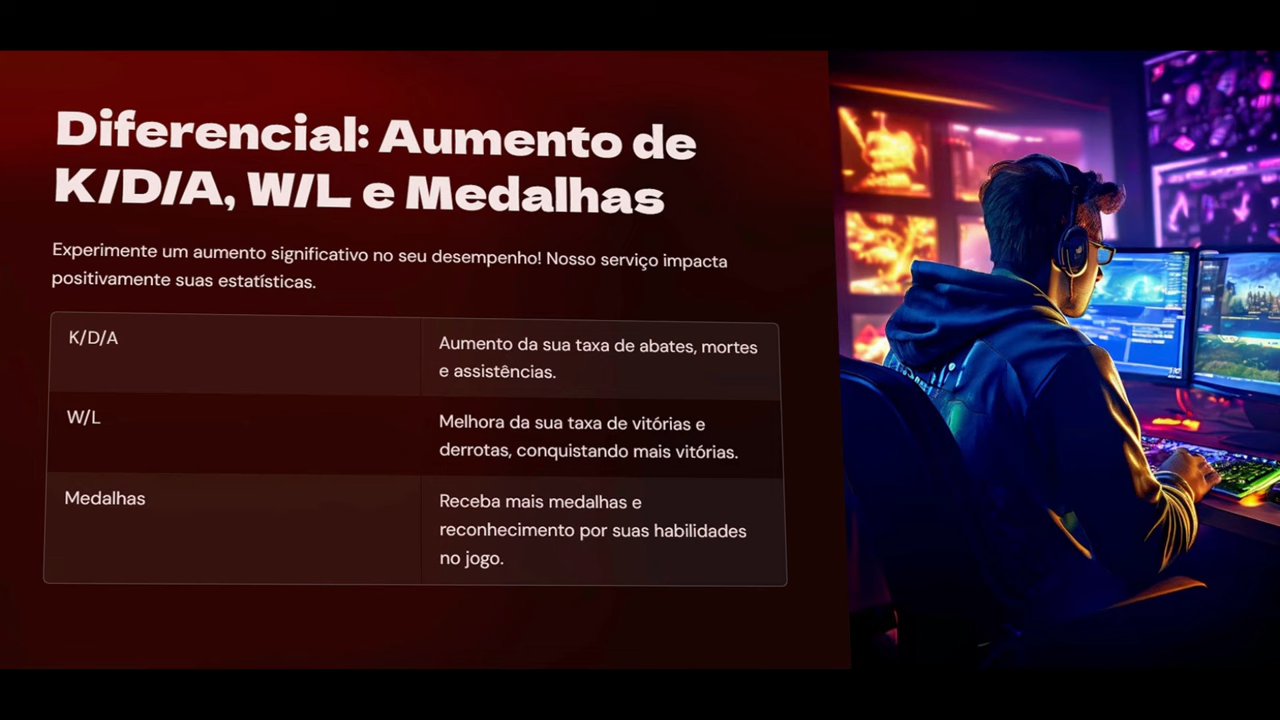 Diferencial: Aumento de
K/D/A, W/L e Medalhas
Experimente um aumento significativo no seu desempenho! Nosso serviço impacta
positivamente suas estatísticas.
K/D/A
Aumento da sua taxa de abates, mortes
e assistências.
W/L
Melhora da sua taxa de vitórias e
derrotas, conquistando mais vitórias.
Medalhas
Receba mais medalhas e
reconhecimento por suas habilidades
no jogo.